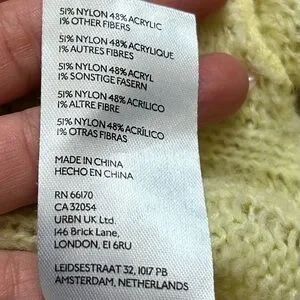 51% NYLON 48% ACRYLIC
1% OTHER FIBERS
51% NYLON 48% ACRYLIQUE
1% AUTRES FIBRES
51% NYLON 48% ACRYL
1% SONSTIGE FASERN
51% NYLON 48% ACRILICO
1% ALTRE FIBRE
51% NYLON 48% ACRÍLICO
1% OTRAS FIBRAS
MADE IN CHINA
HECHO EN CHINA
RN 66170
CA 32054
URBN UK Ltd.
146 Brick Lane,
LONDON, E1 6RU
LEIDSESTRAAT 32, 1017 PB
AMSTERDAM, NETHERLANDS